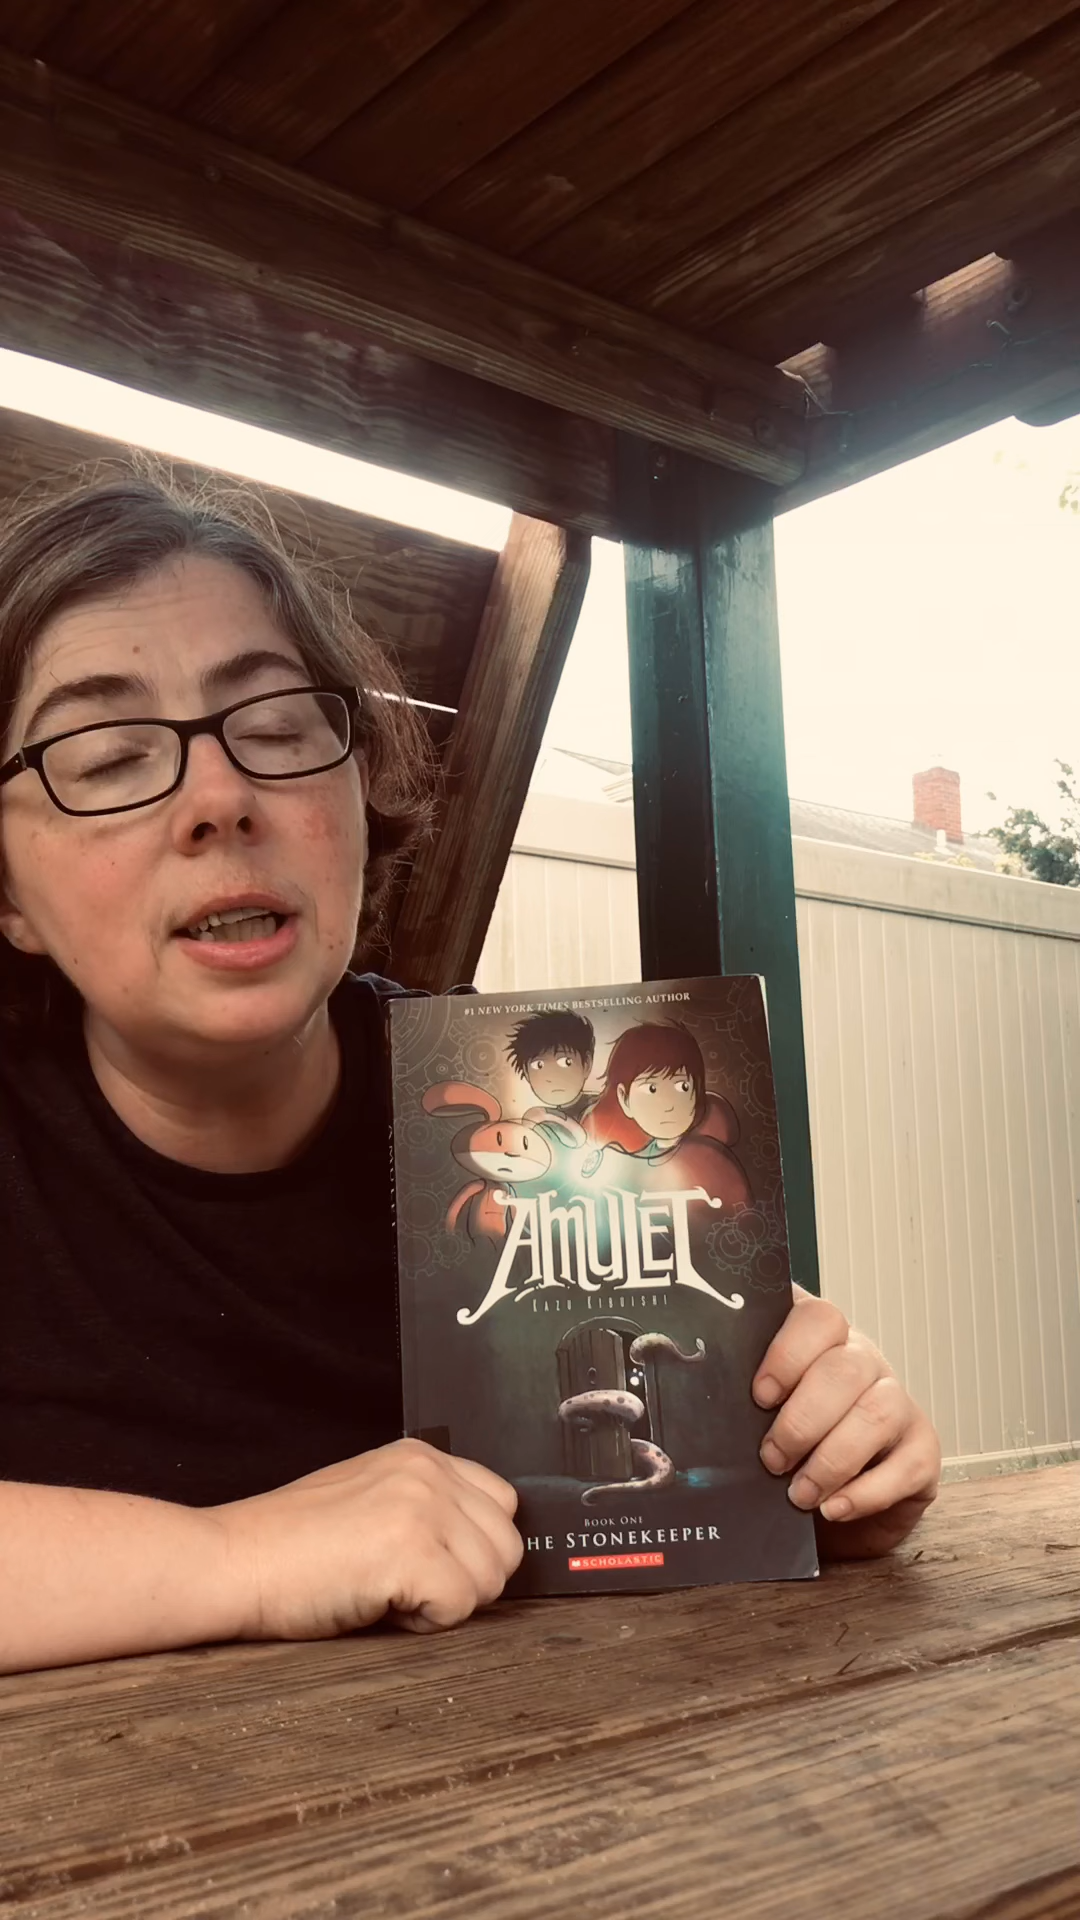 #1 NEW YORK TIMES BESTSELLING AUTHOR
AMULET
KAZU KIBUISHI
BOOK ONE
HE STONEKEEPER
SCHOLASTIC